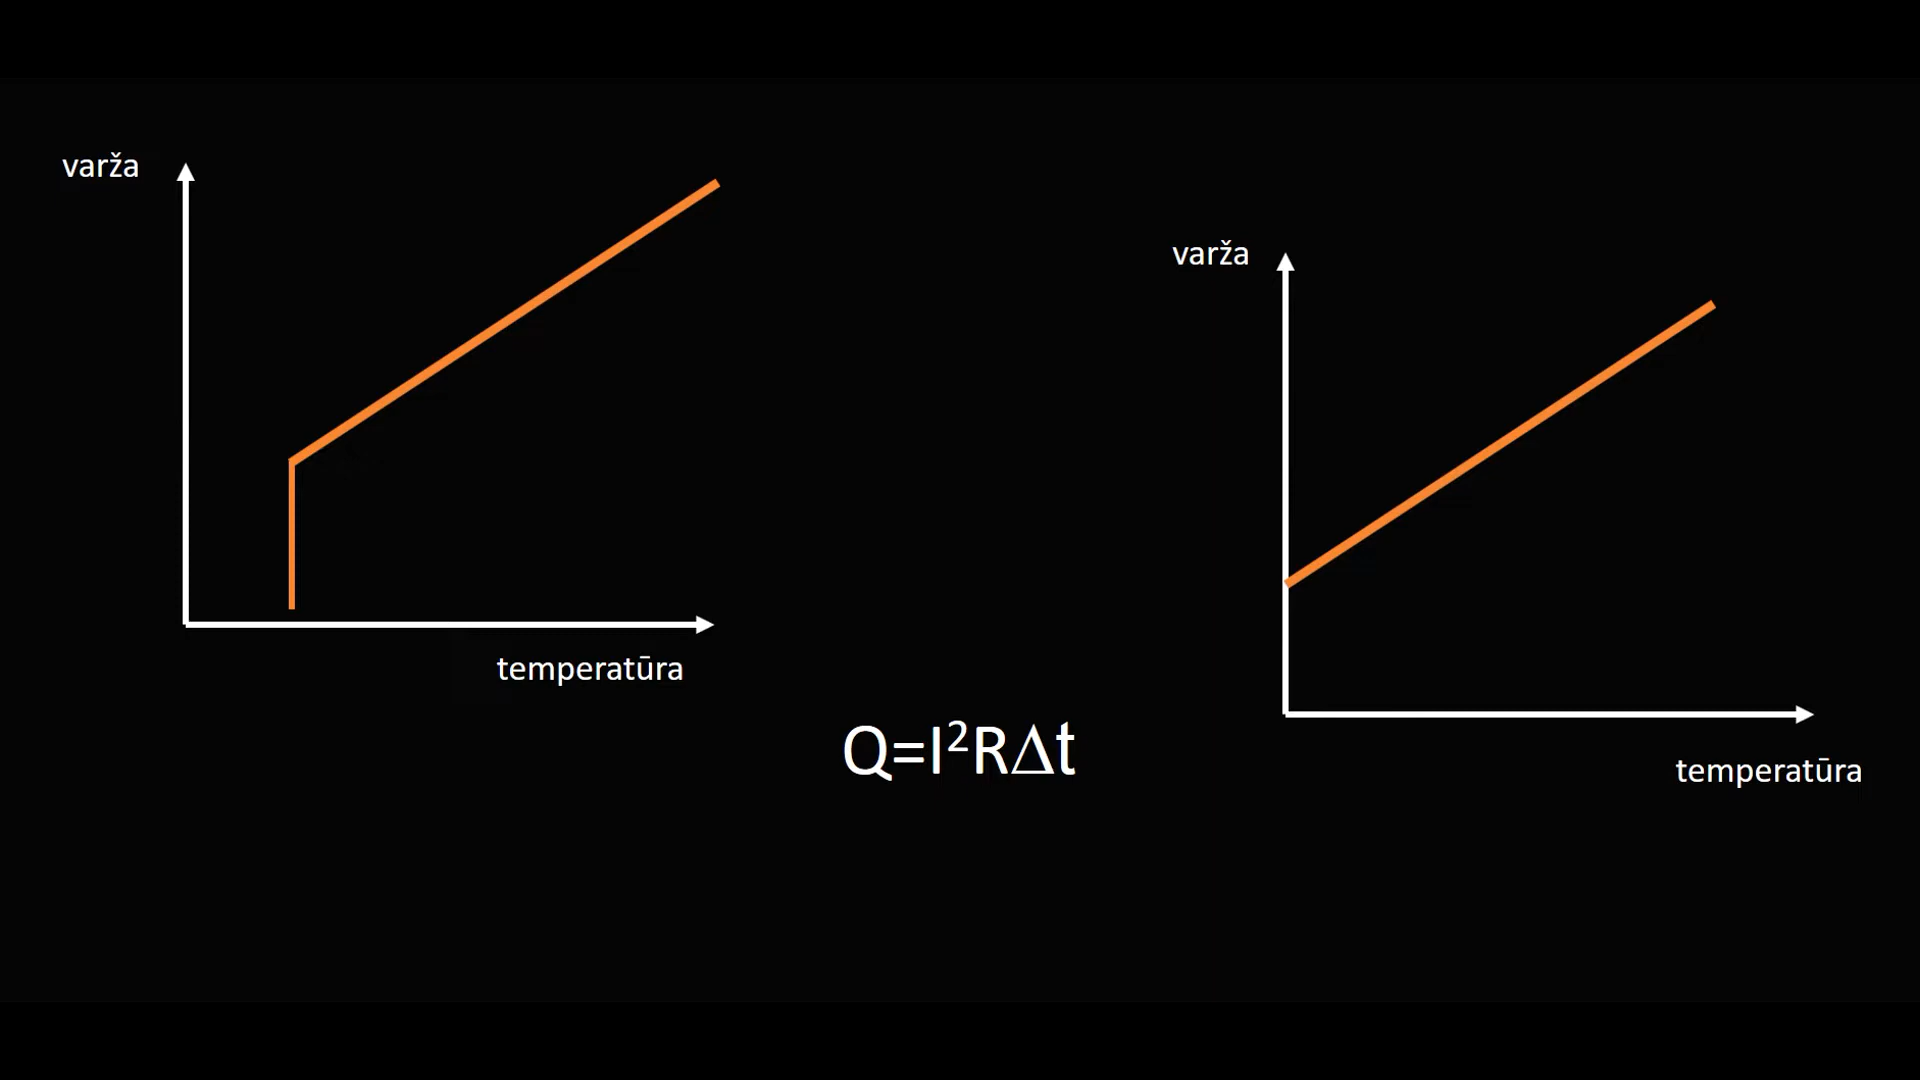 varža
temperatūra
Q=I²RΔt
varža
temperatūra